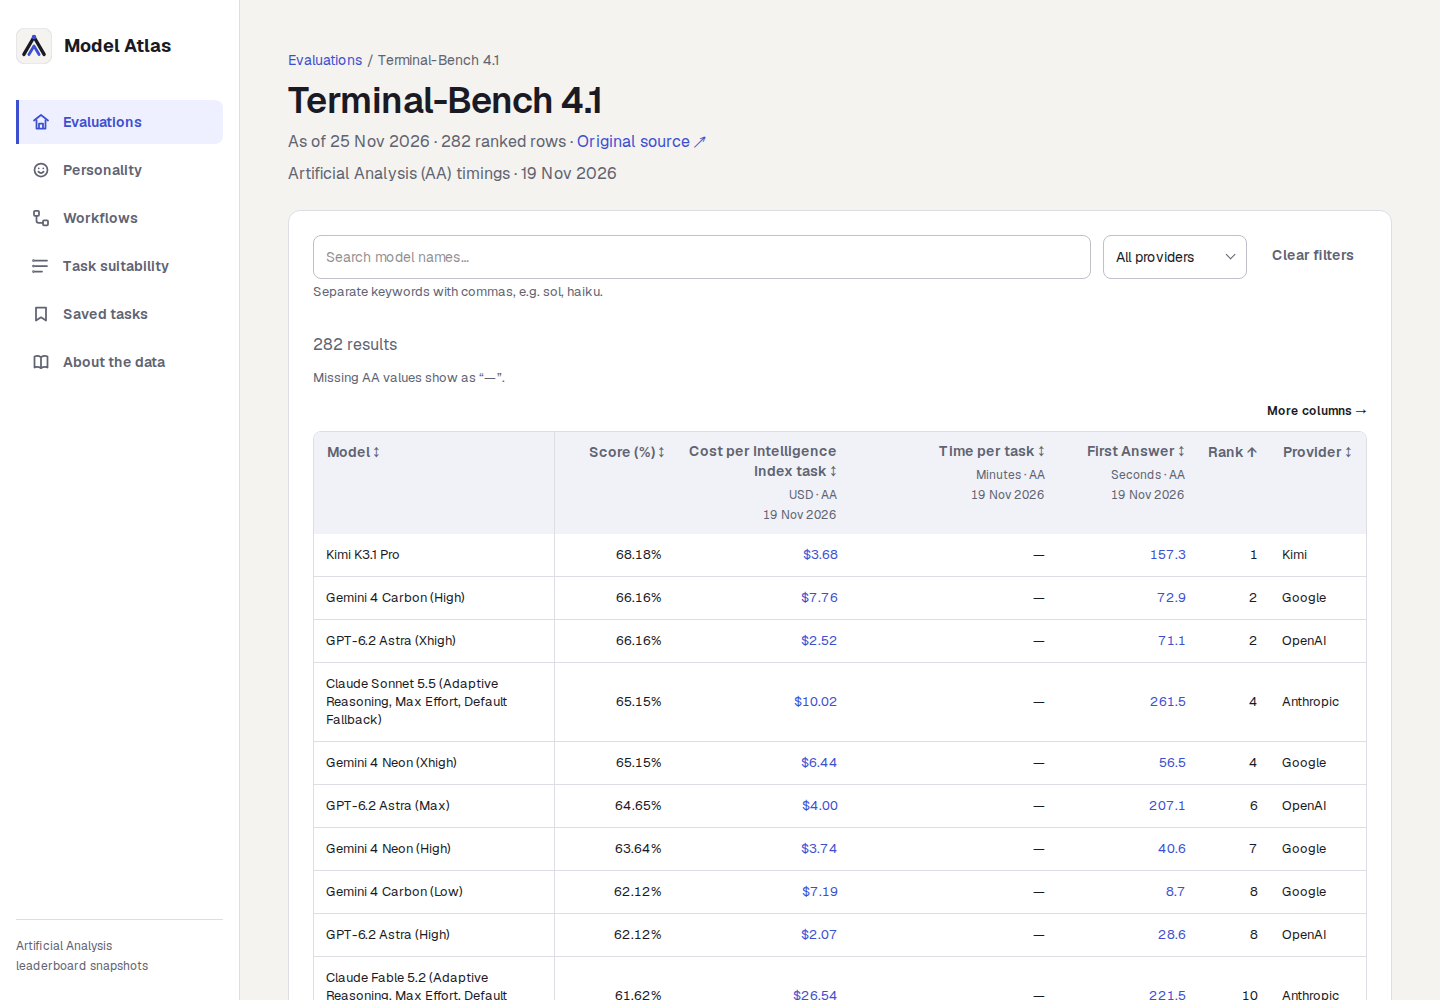 Model Atlas
Evaluations
Personality
Workflows
Task suitability
Saved tasks
About the data
Artificial Analysis
leaderboard snapshots
Evaluations / Terminal-Bench 4.1
Terminal-Bench 4.1
As of 25 Nov 2026 · 282 ranked rows · Original source ↗
Artificial Analysis (AA) timings · 19 Nov 2026
Search model names…
All providers
Clear filters
Separate keywords with commas, e.g. sol, haiku.
282 results
Missing AA values show as “—”.
More columns →
Model ↕ Score (%) ↕ Cost per Intelligence Time per task ↕ First Answer ↕ Rank ↑ Provider ↕
Index task ↕ Minutes · AA Seconds · AA
USD · AA 19 Nov 2026 19 Nov 2026
19 Nov 2026
Kimi K3.1 Pro 68.18% $3.68 — 157.3 1 Kimi
Gemini 4 Carbon (High) 66.16% $7.76 — 72.9 2 Google
GPT-6.2 Astra (Xhigh) 66.16% $2.52 — 71.1 2 OpenAI
Claude Sonnet 5.5 (Adaptive
Reasoning, Max Effort, Default 65.15% $10.02 — 261.5 4 Anthropic
Fallback)
Gemini 4 Neon (Xhigh) 65.15% $6.44 — 56.5 4 Google
GPT-6.2 Astra (Max) 64.65% $4.00 — 207.1 6 OpenAI
Gemini 4 Neon (High) 63.64% $3.74 — 40.6 7 Google
Gemini 4 Carbon (Low) 62.12% $7.19 — 8.7 8 Google
GPT-6.2 Astra (High) 62.12% $2.07 — 28.6 8 OpenAI
Claude Fable 5.2 (Adaptive
Reasoning, Max Effort, Default 61.62% $26.54 — 221.5 10 Anthropic